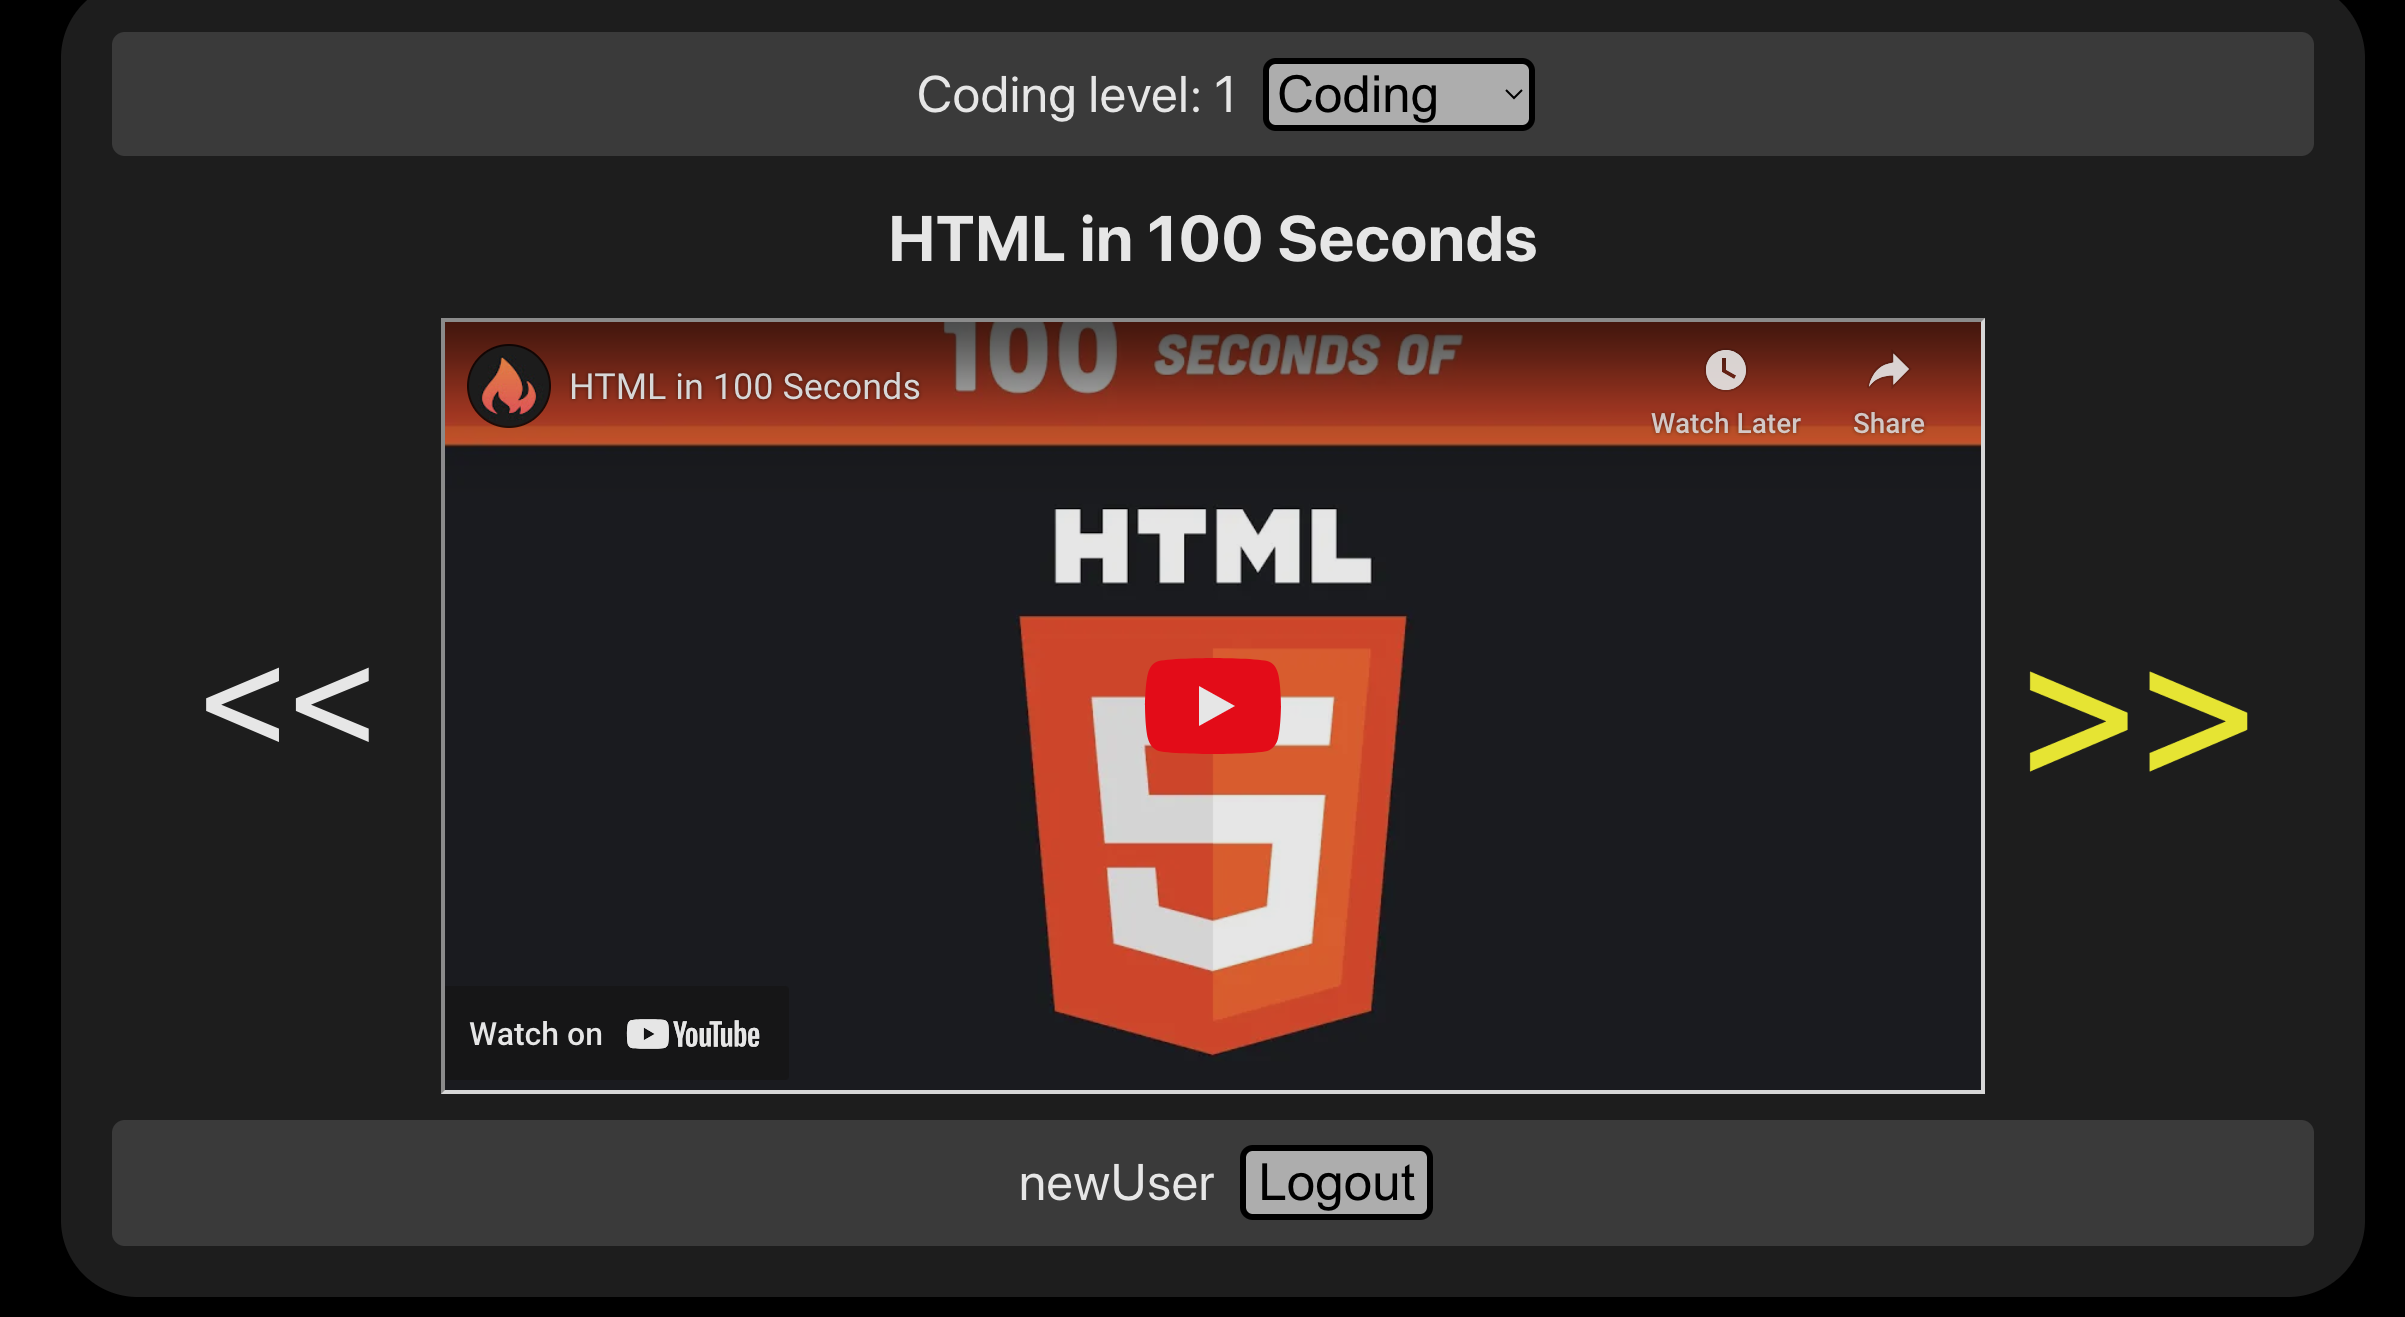 Coding level: 1 Coding
HTML in 100 Seconds
100 SECONDS OF
HTML in 100 Seconds
Watch Later Share
HTML
5
<< >>
Watch on YouTube
newUser Logout